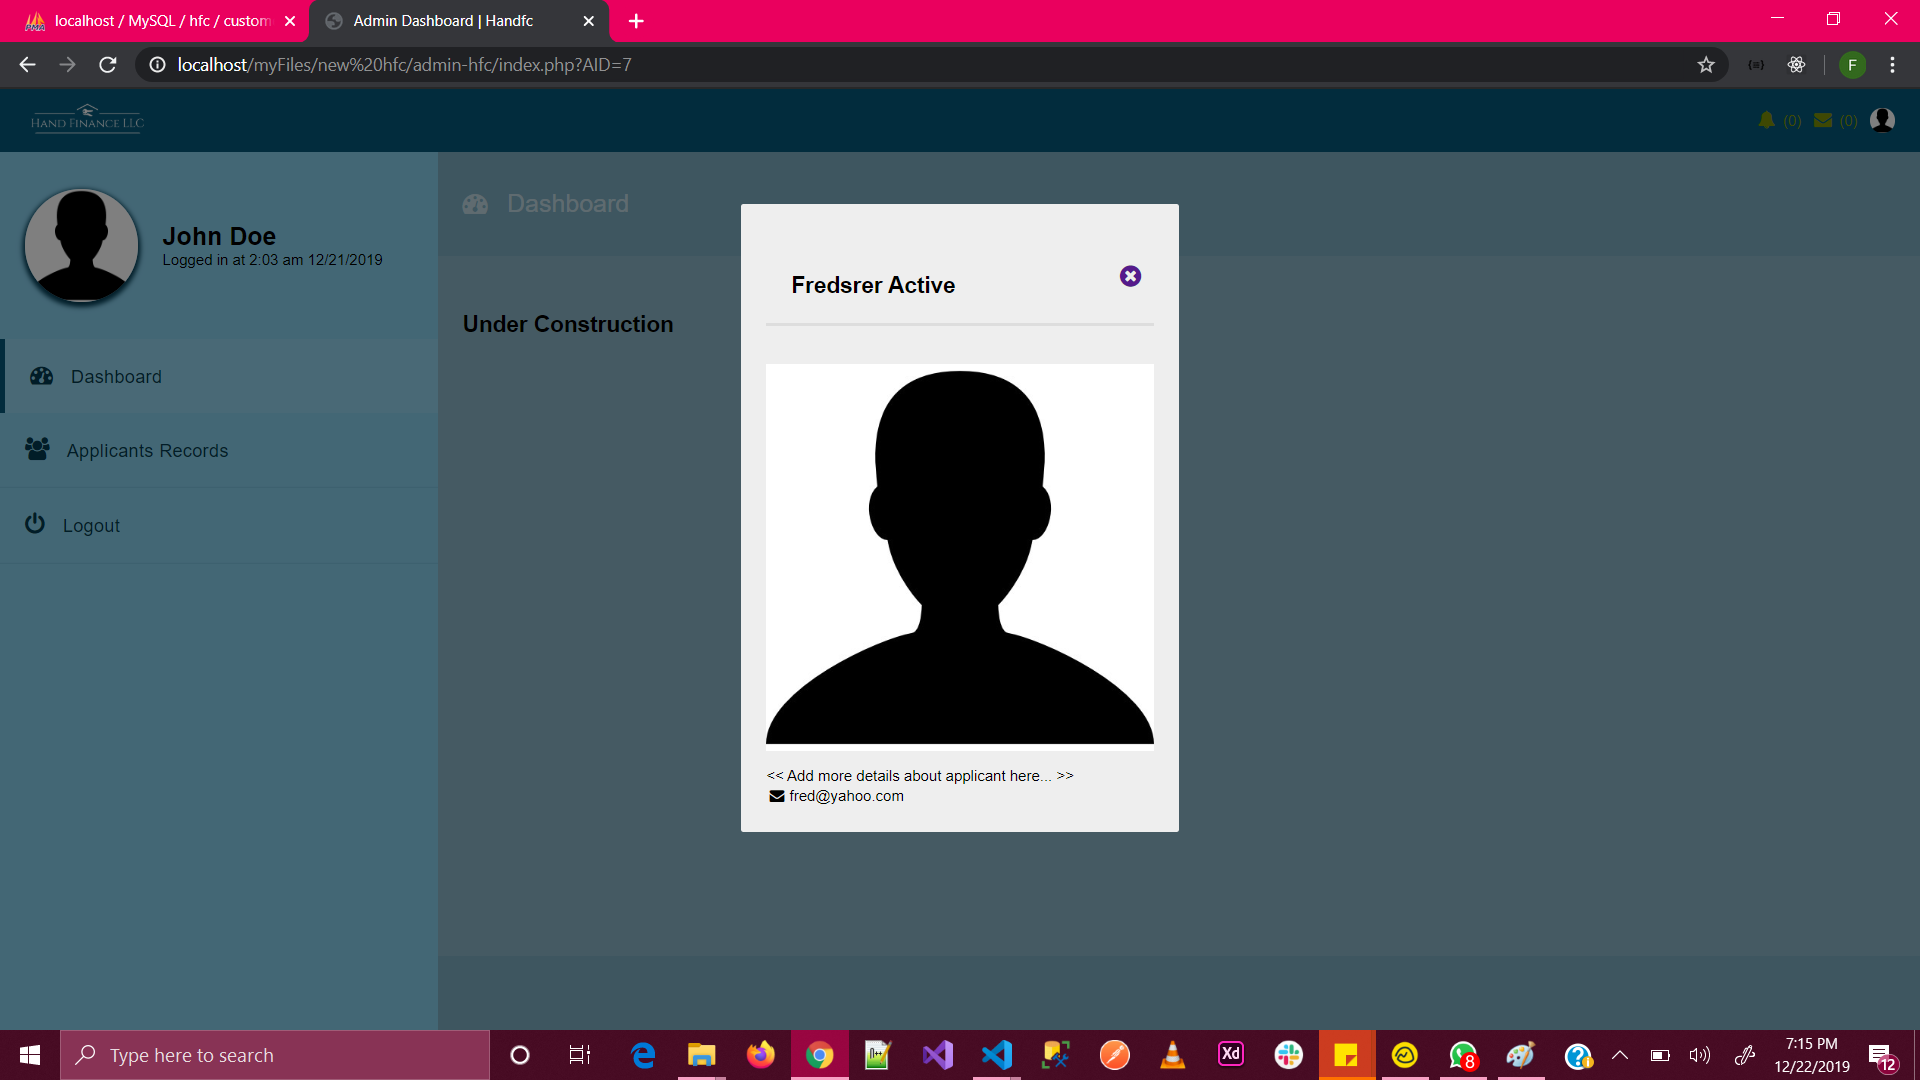 localhost / MySQL / hfc / custom
Admin Dashboard | Handfc
localhost/myFiles/new%20hfc/admin-hfc/index.php?AID=7
F
HAND FINANCE LLC
(0)
(0)
John Doe
Logged in at 2:03 am 12/21/2019
Dashboard
Applicants Records
Logout
Dashboard
Under Construction
Fredsrer Active
<< Add more details about applicant here... >>
fred@yahoo.com
Type here to search
Xd
8
7:15 PM
12/22/2019
12